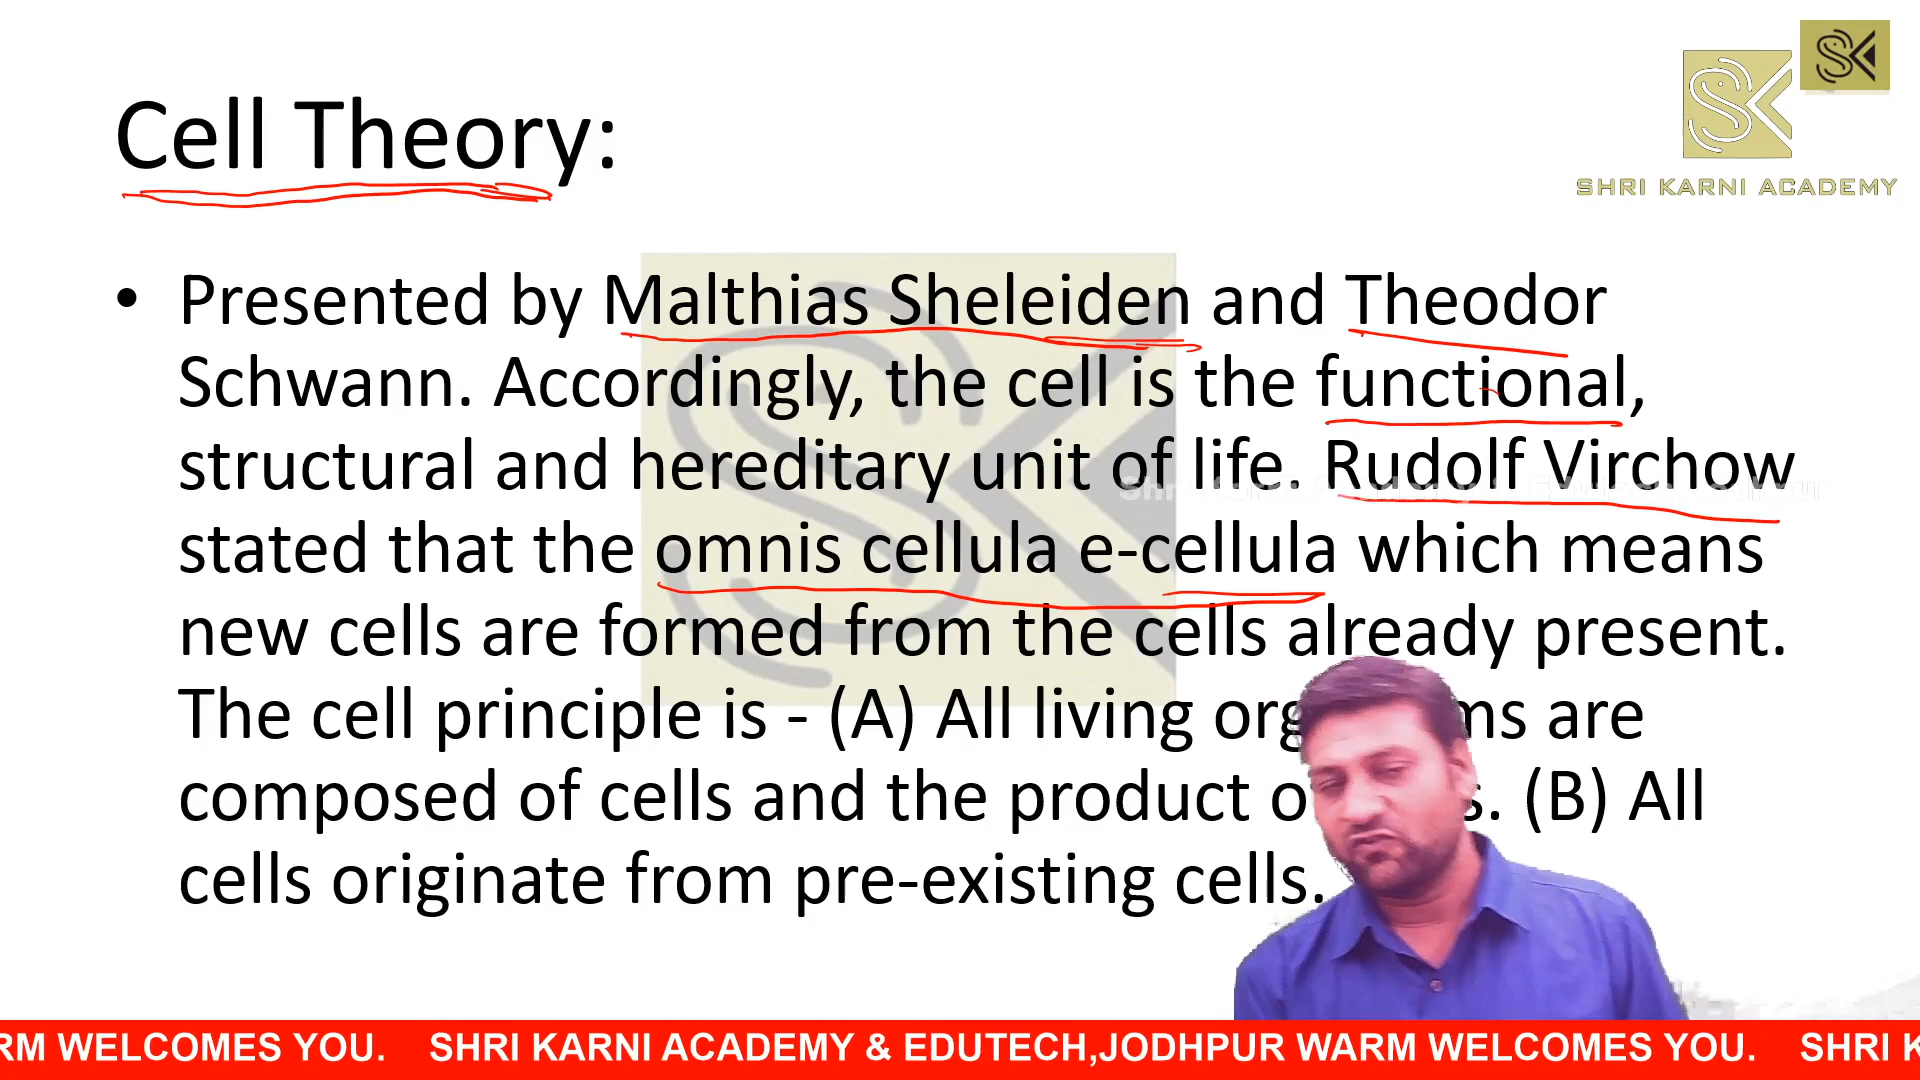 SK
SK
SHRI KARNI ACADEMY
Cell Theory:
• Presented by Malthias Sheleiden and Theodor
Schwann. Accordingly, the cell is the functional,
structural and hereditary unit of life. Rudolf Virchow
stated that the omnis cellula e-cellula which means
new cells are formed from the cells already present.
The cell principle is - (A) All living are
composed of cells and the product (B) All
cells originate from pre-existing cells.
WELCOMES YOU. SHRI KARNI ACADEMY & EDUTECH,JODHPUR WARM WELCOMES YOU. SHRI